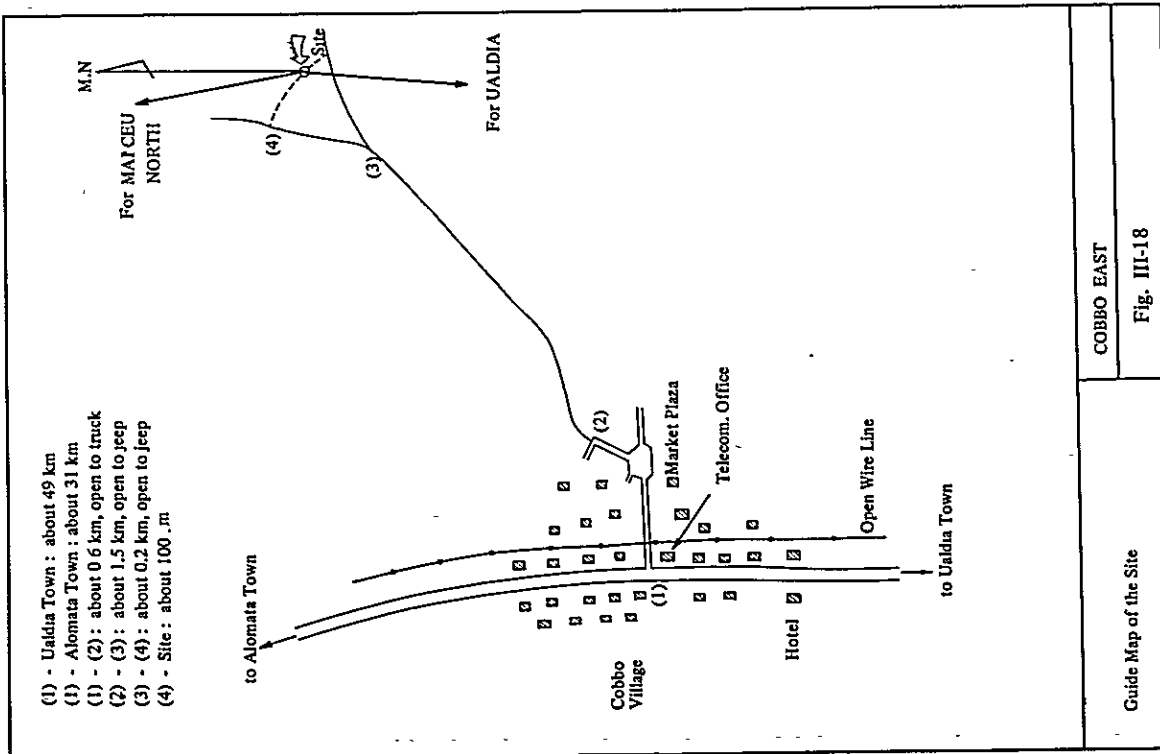 (1) - Ualdia Town : about 49 km
(1) - Alomata Town : about 31 km
(1) - (2) : about 0 6 km, open to truck
(2) - (3) : about 1.5 km, open to jeep
(3) - (4) : about 0.2 km, open to jeep
(4) - Site : about 100 . m
M.N
For MAI CEU
NORTH
Site
(4)
(3)
For UALDIA
to Alomata Town
(2)
Market Plaza
Telecom. Office
Cobbo
Village
(1)
Hotel
Open Wire Line
to Ualdia Town
Guide Map of the Site
COBBO EAST
Fig. III-18